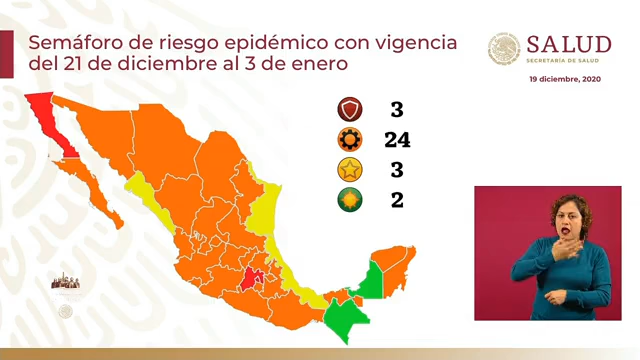 Semáforo de riesgo epidémico con vigencia
del 21 de diciembre al 3 de enero
SALUD
SECRETARÍA DE SALUD
19 diciembre, 2020
3
24
3
2